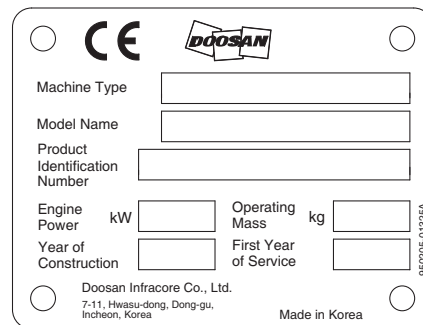 CE DOOSAN
Machine Type
Model Name
Product
Identification
Number
Engine
Power kW
Operating
Mass kg
Year of
Construction
First Year
of Service
950205-01325A
Doosan Infracore Co., Ltd.
7-11, Hwasu-dong, Dong-gu,
Incheon, Korea
Made in Korea